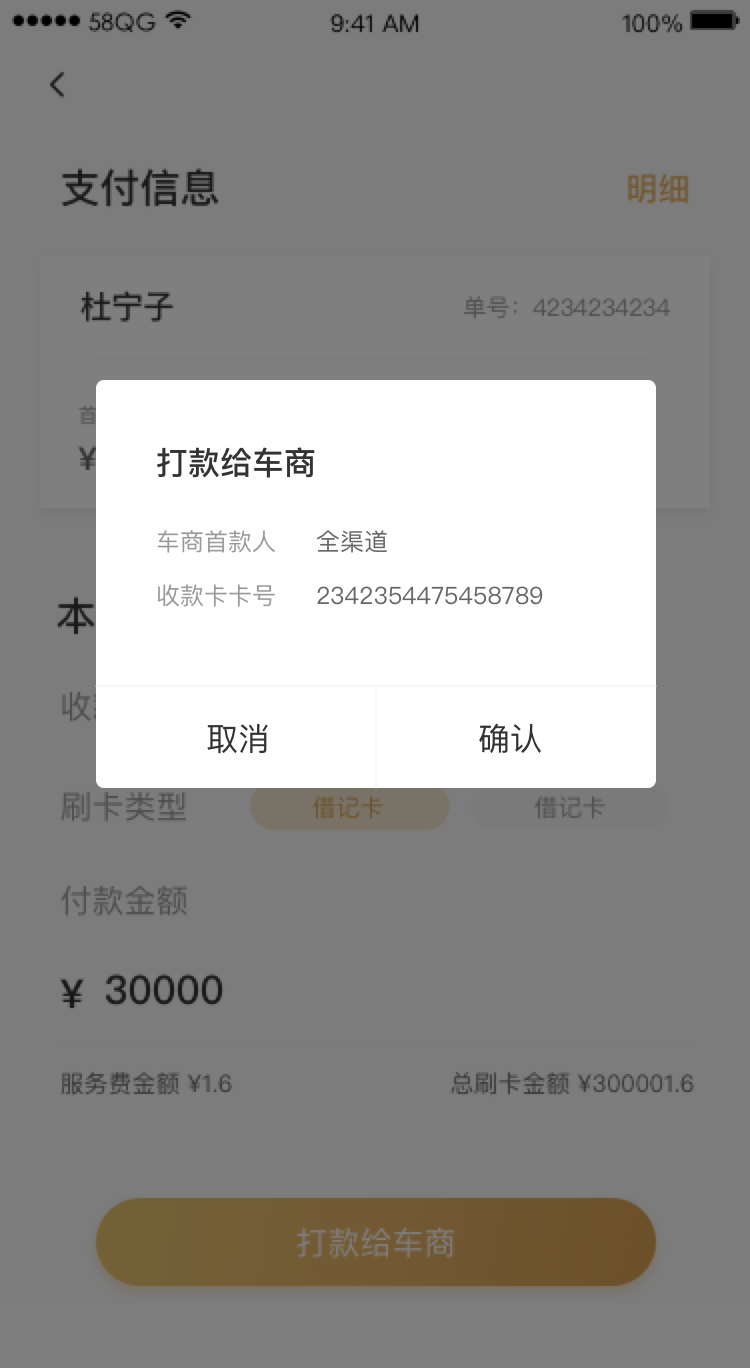 58QG 9:41 AM 100%
支付信息 明细
杜宁子 单号：4234234234
首
¥
打款给车商
车商首款人 全渠道
收款卡卡号 2342354475458789
本
收
取消 确认
刷卡类型 借记卡 借记卡
付款金额
¥ 30000
服务费金额 ¥1.6 总刷卡金额 ¥300001.6
打款给车商